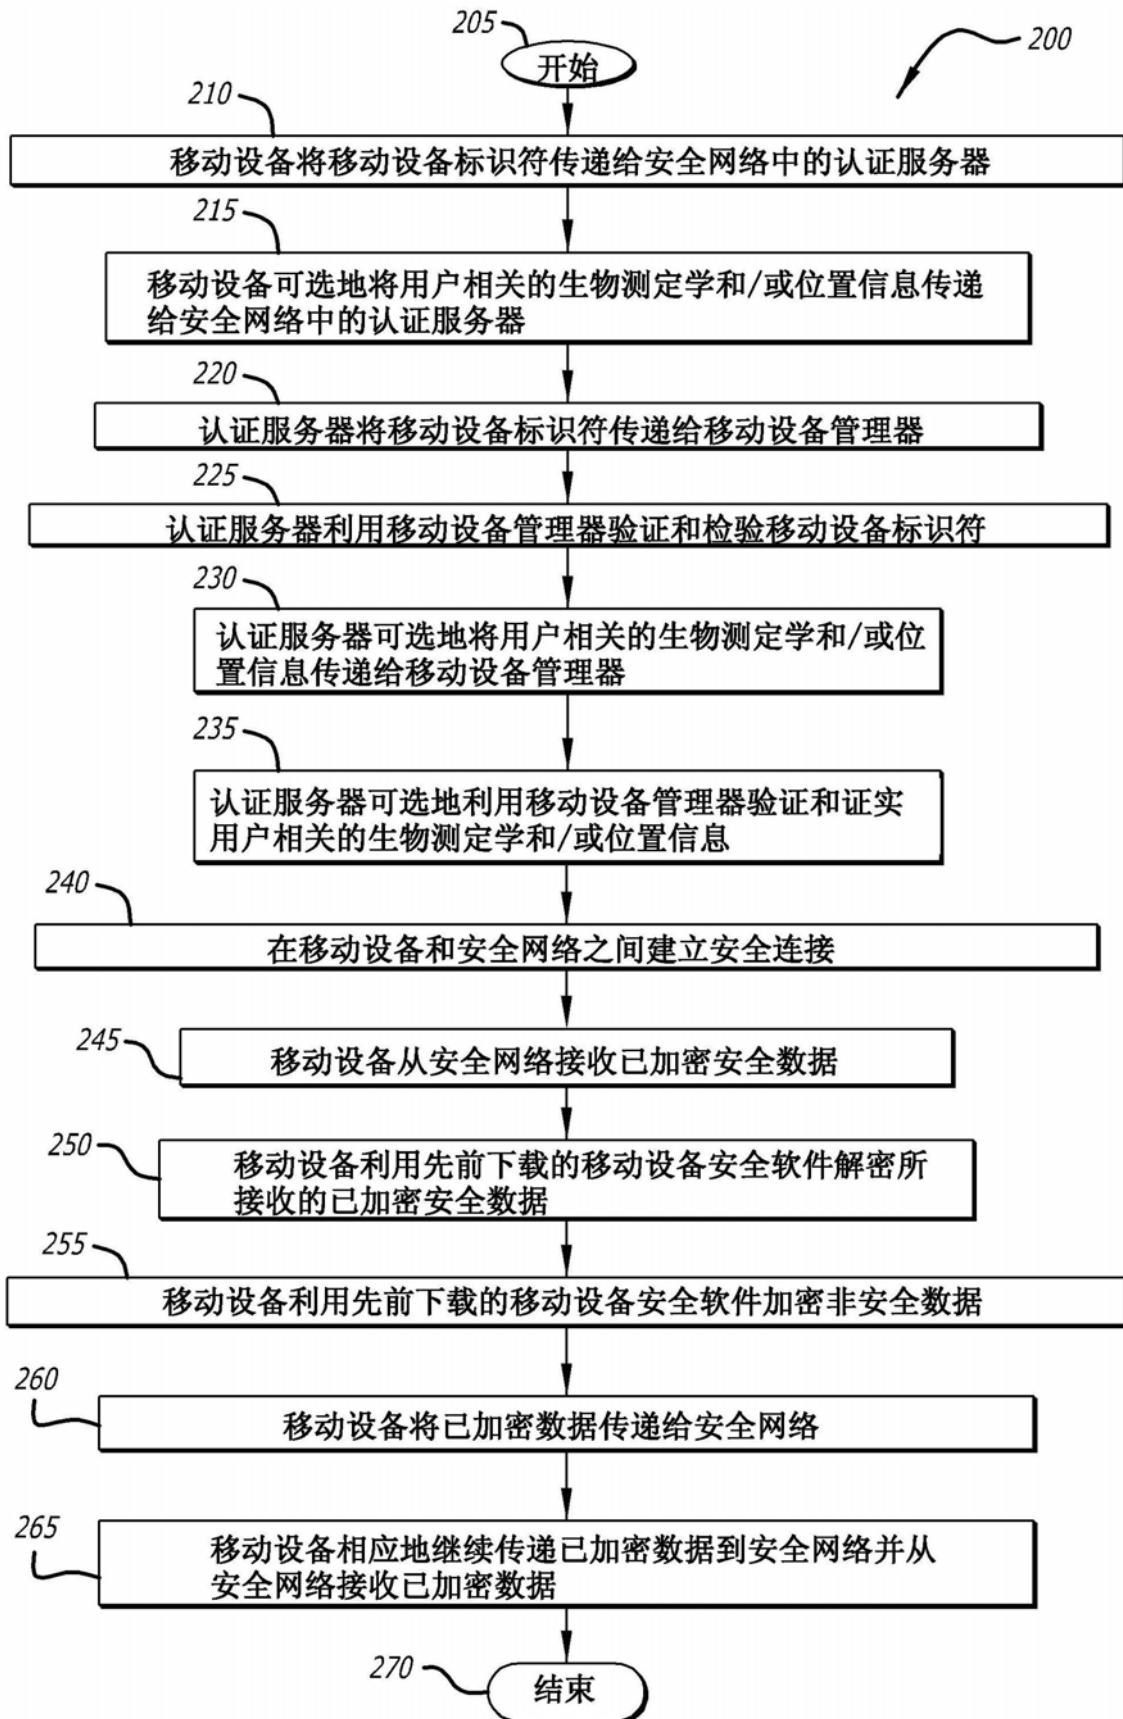 205
200
开始
210
移动设备将移动设备标识符传递给安全网络中的认证服务器
215
移动设备可选地将用户相关的生物测定学和/或位置信息传递
给安全网络中的认证服务器
220
认证服务器将移动设备标识符传递给移动设备管理器
225
认证服务器利用移动设备管理器验证和检验移动设备标识符
230
认证服务器可选地将用户相关的生物测定学和/或位
置信息传递给移动设备管理器
235
认证服务器可选地利用移动设备管理器验证和证实
用户相关的生物测定学和/或位置信息
240
在移动设备和安全网络之间建立安全连接
245
移动设备从安全网络接收已加密安全数据
250
移动设备利用先前下载的移动设备安全软件解密所
接收的已加密安全数据
255
移动设备利用先前下载的移动设备安全软件加密非安全数据
260
移动设备将已加密数据传递给安全网络
265
移动设备相应地继续传递已加密数据到安全网络并从
安全网络接收已加密数据
270
结束